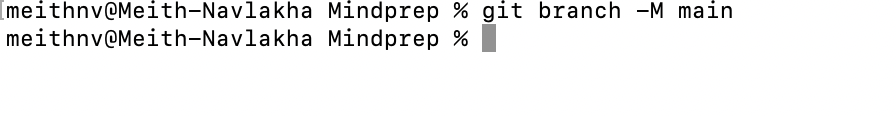 meithnv@Meith-Navlakha Mindprep % git branch -M main
meithnv@Meith-Navlakha Mindprep %